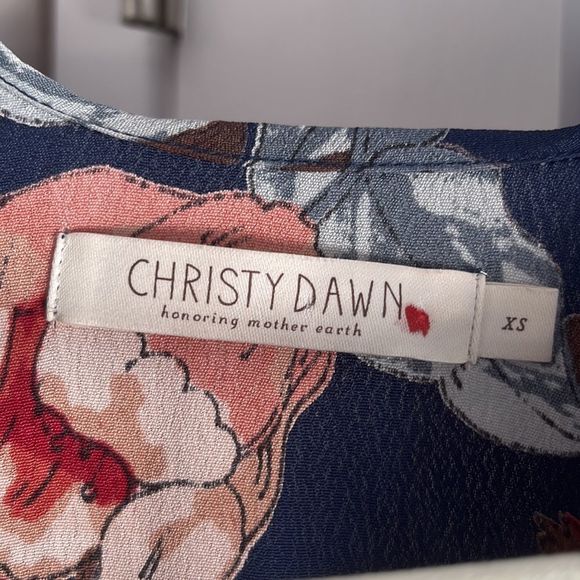 CHRISTY DAWN
honoring mother earth
XS